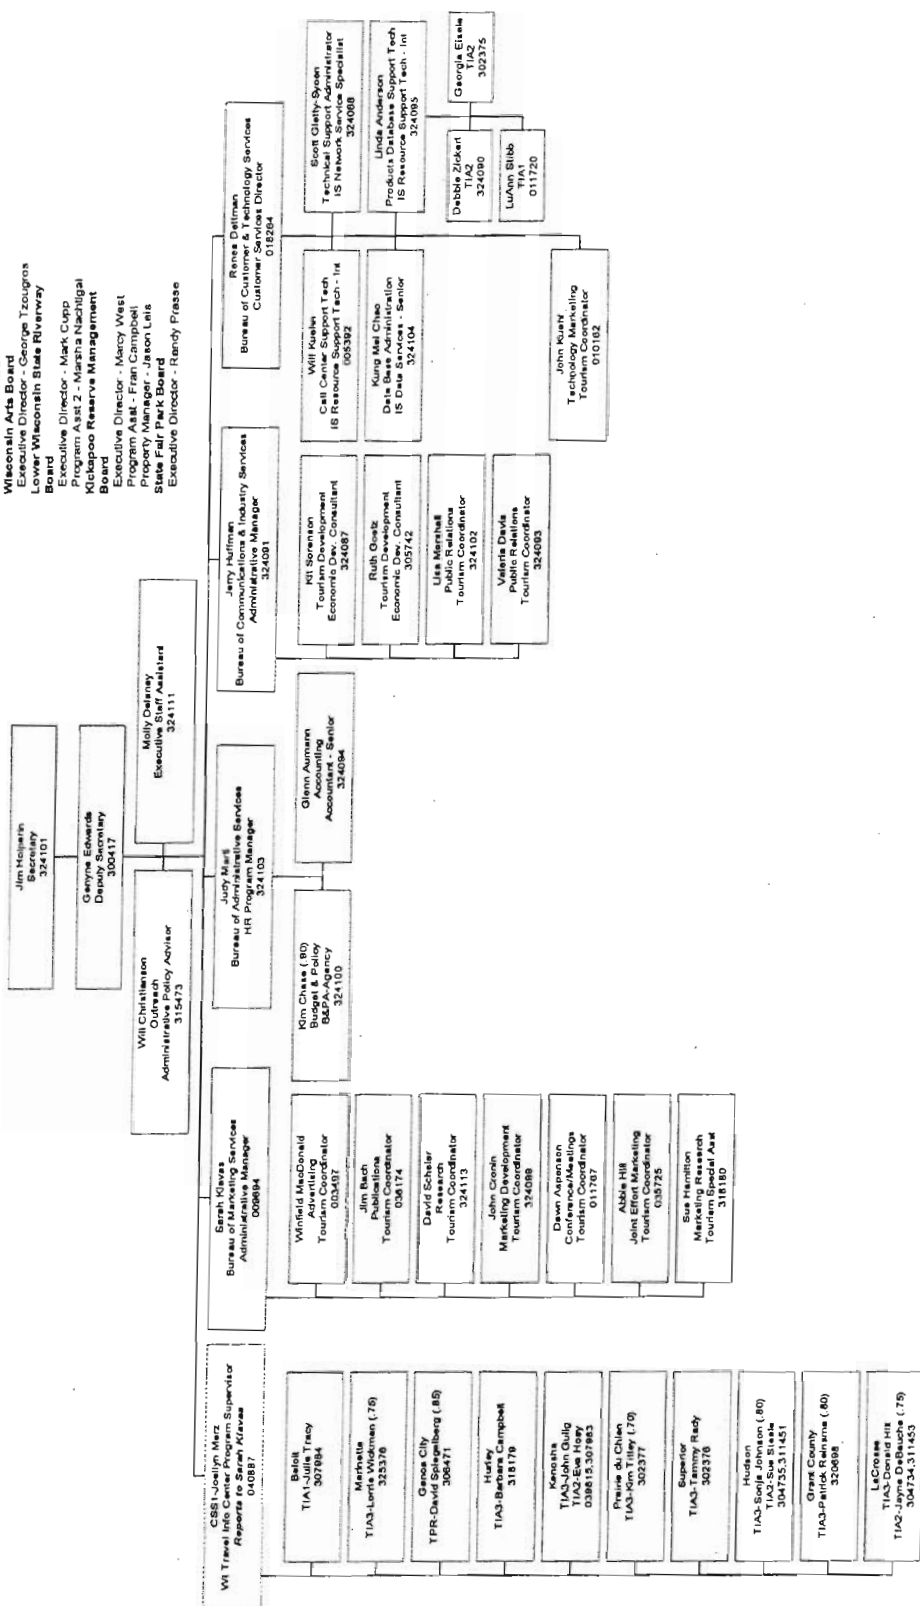 Wisconsin Arts Board
Executive Director - George Tzougros
Lower Wisconsin State Riverway
Board
Executive Director - Mark Cupp
Program Asst 2 - Marsha Nachtigal
Kickapoo Reserve Management
Board
Executive Director - Marcy West
Program Asst - Fran Campbell
Property Manager - Jason Leis
State Fair Park Board
Executive Director - Randy Prasse
Jim Holperin
Secretary
324101
Genyne Edwards
Deputy Secretary
300417
Will Christianson
Outreach
Administrative Policy Advisor
315473
Molly Delaney
Executive Staff Assistant
324111
CSS1-Joellyn Merz
WI Travel Info Center Program Supervisor
Reports to Sarah Klavas
040887
Beloit
TIA1-Julie Tracy
307984
Marinette
TIA3-Lorrie Wickman (.75)
325376
Genoa City
TPR-David Spiegelberg (.85)
306471
Hurley
TIA3-Barbara Campbell
318179
Kenosha
TIA3-John Gulig
TIA2-Eva Hoey
039615,307983
Prairie du Chien
TIA3-Kim Tilley (.70)
302377
Superior
TIA3-Tammy Rady
302376
Hudson
TIA3-Sonja Johnson (.80)
TIA2-Sue Steele
304735,311451
Grant County
TIA3-Patrick Reinsma (.80)
320698
LaCrosse
TIA3-Donald Hix
TIA2-Jayne DeBauche (.75)
304734,311453
Sarah Klavas
Bureau of Marketing Services
Administrative Manager
009694
Winfield MacDonald
Advertising
Tourism Coordinator
003497
Jim Bach
Publications
Tourism Coordinator
036174
David Scheler
Research
Tourism Coordinator
324113
John Cronin
Marketing Development
Tourism Coordinator
324098
Dawn Aspenson
Conference/Meetings
Tourism Coordinator
011787
Abbie Hill
Joint Effort Marketing
Tourism Coordinator
035725
Sue Hamilton
Marketing Research
Tourism Special Asst
318180
Judy Marti
Bureau of Administrative Services
HR Program Manager
324103
Kim Chase (.90)
Budget & Policy
B&PA-Agency
324100
Glenn Aumann
Accounting
Accountant - Senior
324094
Jerry Huffman
Bureau of Communications & Industry Services
Administrative Manager
324091
Kit Sorenson
Tourism Development
Economic Dev. Consultant
324087
Ruth Goetz
Tourism Development
Economic Dev. Consultant
305742
Lisa Marshall
Public Relations
Tourism Coordinator
324102
Valerie Davis
Public Relations
Tourism Coordinator
324093
Renee Dettman
Bureau of Customer & Technology Services
Customer Services Director
018284
Will Kuehn
Call Center Support Tech
IS Resource Support Tech - Int
005392
Scott
Technical Support Administrator
IS Network Service Specialist
324088
Kung Mei Chao
Data Base Administration
IS Data Services - Senior
324104
Linda Anderson
Products Database Support Tech
IS Resource Support Tech - Int
324095
Debbie Zickert
TIA2
324090
Georgia Eisele
TIA2
302375
LuAnn Stibb
TIA1
011720
John Kuehl
Technology Marketing
Tourism Coordinator
010162